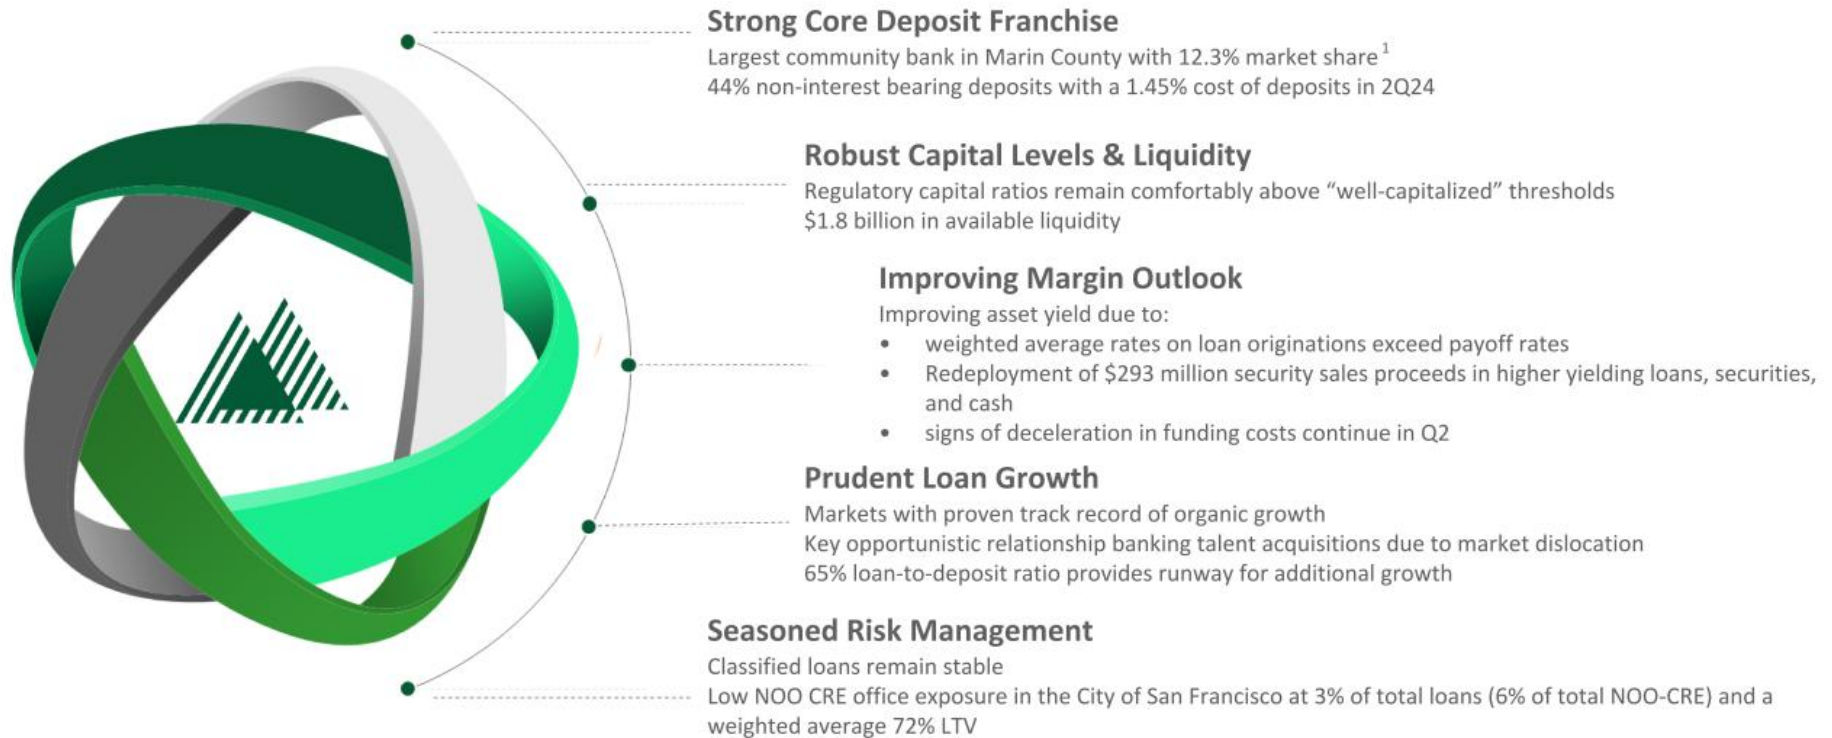 Strong Core Deposit Franchise
Largest community bank in Marin County with 12.3% market share 1
44% non-interest bearing deposits with a 1.45% cost of deposits in 2Q24
Robust Capital Levels & Liquidity
Regulatory capital ratios remain comfortably above “well-capitalized” thresholds
$1.8 billion in available liquidity
Improving Margin Outlook
Improving asset yield due to:
• weighted average rates on loan originations exceed payoff rates
• Redeployment of $293 million security sales proceeds in higher yielding loans, securities,
and cash
• signs of deceleration in funding costs continue in Q2
Prudent Loan Growth
Markets with proven track record of organic growth
Key opportunistic relationship banking talent acquisitions due to market dislocation
65% loan-to-deposit ratio provides runway for additional growth
Seasoned Risk Management
Classified loans remain stable
Low NOO CRE office exposure in the City of San Francisco at 3% of total loans (6% of total NOO-CRE) and a
weighted average 72% LTV